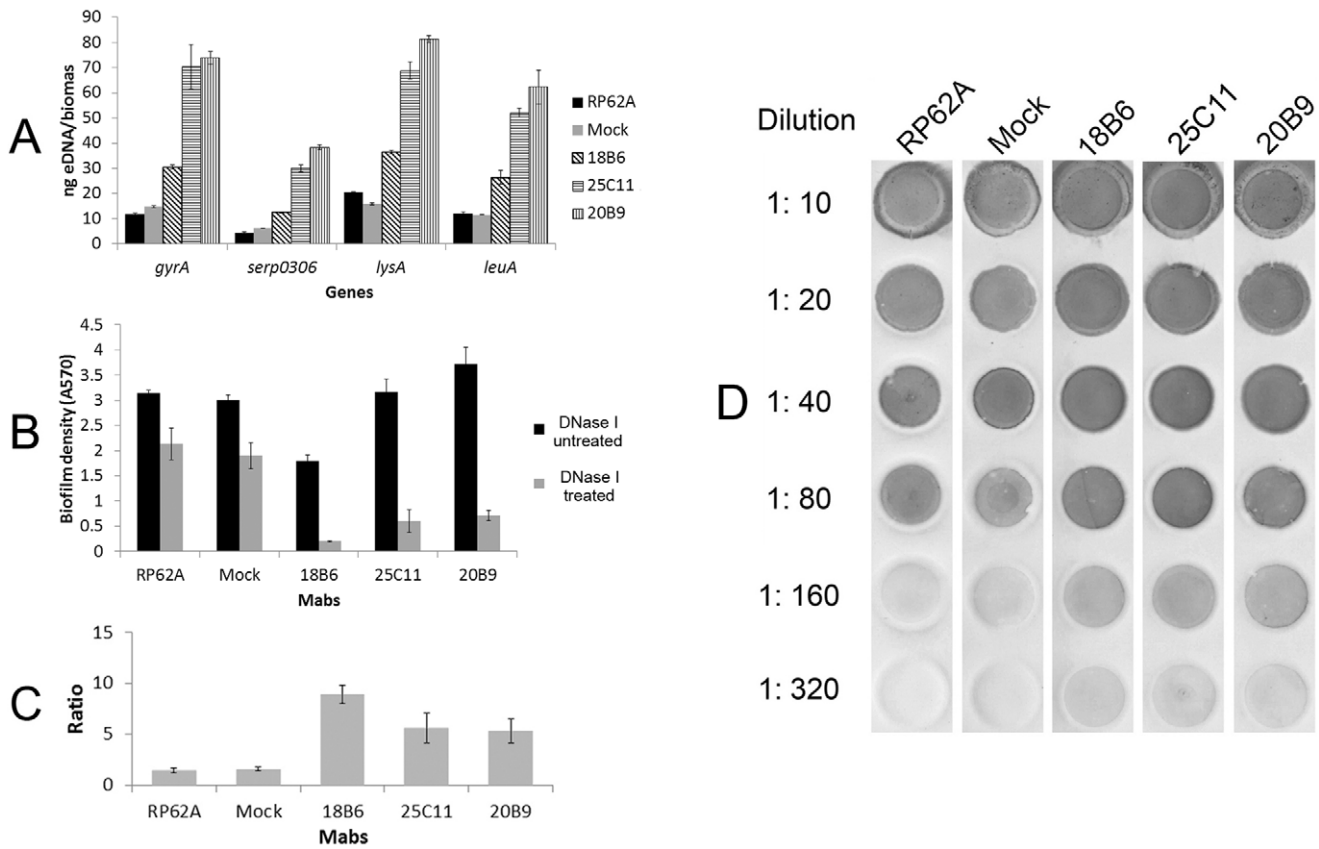 A
ng eDNA/biomas
90
80
70
60
50
40
30
20
10
0
gyrA serp0306 lysA leuA
Genes
RP62A
Mock
18B6
25C11
20B9
B
Biofilm density (A570)
4.5
4
3.5
3
2.5
2
1.5
1
0.5
0
RP62A Mock 18B6 25C11 20B9
Mabs
DNase I
untreated
DNase I
treated
C
Ratio
15
10
5
0
RP62A Mock 18B6 25C11 20B9
Mabs
D
Dilution RP62A Mock 18B6 25C11 20B9
1: 10
1: 20
1: 40
1: 80
1: 160
1: 320